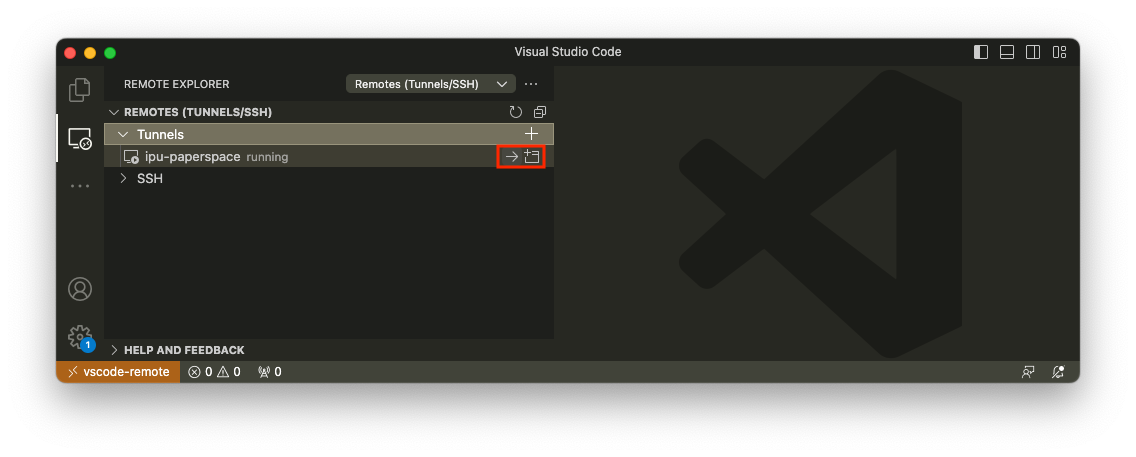 Visual Studio Code
REMOTE EXPLORER
Remotes (Tunnels/SSH)
REMOTES (TUNNELS/SSH)
Tunnels
ipu-paperspace running
SSH
1
HELP AND FEEDBACK
vscode-remote 0 0 0